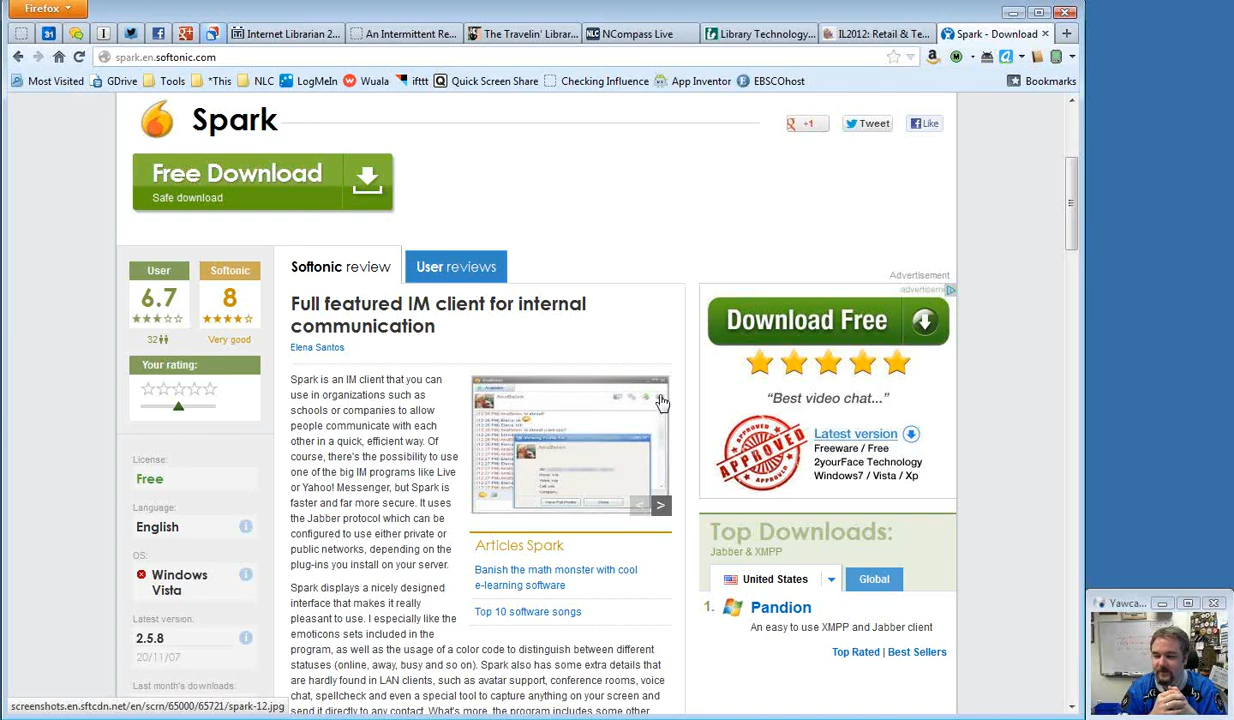 Firefox
Internet Librarian 2...
An Intermittent Re...
The Travelin' Librar...
NCompass Live
Library Technology...
IL2012: Retail & Te...
Spark - Download
spark.en.softonic.com
Most Visited
GDrive
Tools
*This
NLC
LogMeIn
Wuala
ifttt
Quick Screen Share
Checking Influence
App Inventor
EBSCOhost
Bookmarks
Spark
+1
Tweet
Like
Free Download
Safe download
Softonic review
User reviews
User
6.7
32
Softonic
8
Very good
Your rating:
License:
Free
Language:
English
OS:
Windows
Vista
Latest version:
2.5.8
20/11/07
Last month's downloads:
Full featured IM client for internal
communication
Elena Santos
Spark is an IM client that you can
use in organizations such as
schools or companies to allow
people communicate with each
other in a quick, efficient way. Of
course, there's the possibility to use
one of the big IM programs like Live
or Yahoo! Messenger, but Spark is
faster and far more secure. It uses
the Jabber protocol which can be
configured to use either private or
public networks, depending on the
plug-ins you install on your server.
Spark displays a nicely designed
interface that makes it really
pleasant to use. I especially like the
emoticons sets included in the
program, as well as the usage of a color code to distinguish between different
statuses (online, away, busy and so on). Spark also has some extra details that
are hardly found in LAN clients, such as avatar support, conference rooms, voice
chat, spellcheck and even a special tool to capture anything on your screen and
send it directly to any contact. What's more, the program includes some other
Articles Spark
Banish the math monster with cool
e-learning software
Top 10 software songs
Advertisement
Download Free
“Best video chat...”
APPROVED
Latest version
Freeware / Free
2yourFace Technology
Windows7 / Vista / Xp
Top Downloads:
Jabber & XMPP
United States
Global
1.
Pandion
An easy to use XMPP and Jabber client
Top Rated | Best Sellers
screenshots.en.sftcdn.net/en/scrn/65000/65721/spark-12.jpg
Yawca...